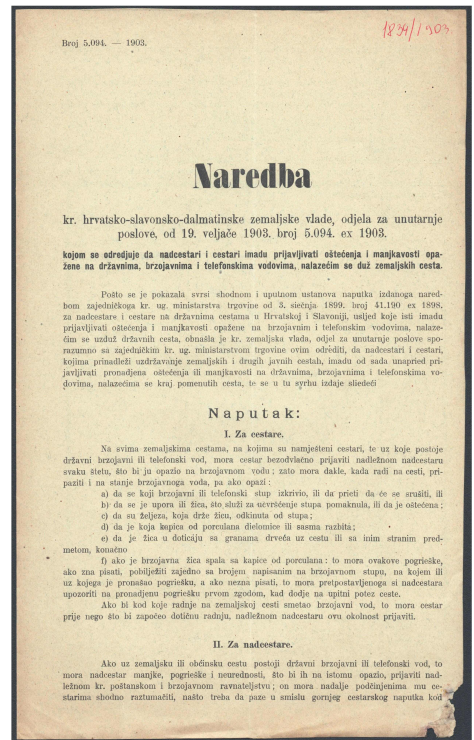 1834/1903.
Broj 5.094. — 1903.
Naredba
kr. hrvatsko-slavonsko-dalmatinske zemaljske vlade, odjela za unutarnje
poslove, od 19. veljače 1903. broj 5.094. ex 1903.
kojom se odredjuje da nadcestari i cestari imadu prijavljivati oštećenja i manjkavosti opa-
žene na državnima, brzojavnima i telefonskima vodovima, nalazećim se duž zemaljskih cesta.
Pošto se je pokazala svrsi shodnom i uputnom ustanova naputka izdanoga nared-
bom zajedničkoga kr. ug. ministarstva trgovine od 3. siečnja 1899. broj 41.190 ex 1898.
za nadcestare i cestare na državnima cestama u Hrvatskoj i Slavoniji, usljed koje isti imadu
prijavljivati oštećenja i manjkavosti opažene na brzojavnim i telefonskim vodovima, nalaze-
ćim se uzduž državnih cesta, obnašla je kr. zemaljska vlada, odjel za unutarnje poslove spo-
razumno sa zajedničkim kr. ug. ministarstvom trgovine ovim odrediti, da nadcestari i cestari,
kojima pripadleži uzdržavanje zemaljskih i drugih javnih cestah, imadu od sada unapried pri-
javljivati pronadjena oštećenja ili manjkavosti na državnima, brzojavnima i telefonskima vo-
dovima, nalazećima se kraj pomenutih cesta, te se u tu svrhu izdaje sliedeći
Naputak:
I. Za cestare.
Na svima zemaljskima cestama, na kojima su namješteni cestari, te uz koje postoje
državni brzojavni ili telefonski vod, mora cestar bezodvlačno prijaviti nadležnom nadcestaru
svaku štetu, što bi ju opazio na brzojavnom vodu; zato mora dakle, kada radi na cesti, pri-
paziti i na stanje brzojavnoga voda, pa ako opazi:
a) da se koji brzojavni ili telefonski stup izkrivio, ili da prieti da će se srušiti, ili
b) da se je upora ili žica, što služi za učvršćenje stupa pomaknula, ili da je oštećena;
c) da su željeza, koja drže žicu, odkinuta od stupa;
d) da je koja kapica od porculana dielomice ili sasma razbita;
e) da je žica u doticaju sa granama drveća uz cestu ili sa inim stranim pred-
metom, konačno
f) ako je brzojavna žica spala sa kapice od porculana: to mora ovakove pogrieške,
ako zna pisati, pobilježiti zajedno sa brojem napisanim na brzojavnom stupu, na kojem ili
uz kojega je pronašao pogriešku, a ako nezna pisati, to mora pretpostavljenoga si nadcestara
upozoriti na pronadjenu pogriešku prvom zgodom, kad dodje na upitni potez ceste.
Ako bi kod koje radnje na zemaljskoj cesti smetao brzojavni vod, to mora cestar
prije nego što bi započeo dotičnu radnju, nadležnom nadcestaru ovu okolnost prijaviti.
II. Za nadcestare.
Ako uz zemaljsku ili obćinsku cestu postoji državni brzojavni ili telefonski vod, to
mora nadcestar manjke, pogrieške i neurednosti, što bi ih na istomu opazio, prijaviti nad-
ležnom kr. poštanskom i brzojavnom ravnateljstvu; on mora nadalje podčinjenima mu ce-
starima shodno raztumačiti, našto treba da paze u smislu gornjeg cestarskog naputka kod